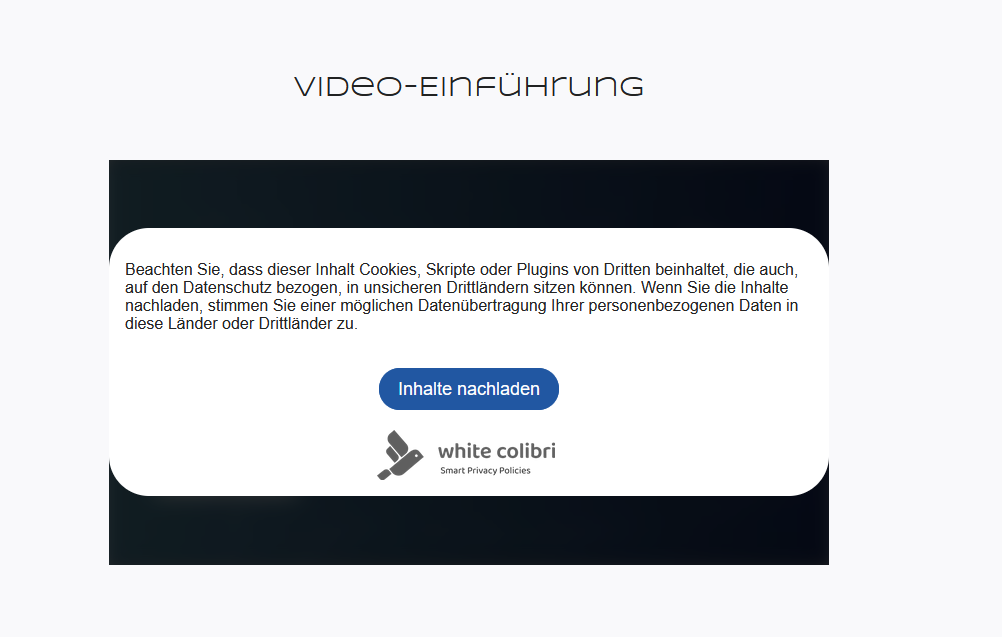 Video-Einführung
Beachten Sie, dass dieser Inhalt Cookies, Skripte oder Plugins von Dritten beinhaltet, die auch,
auf den Datenschutz bezogen, in unsicheren Drittländern sitzen können. Wenn Sie die Inhalte
nachladen, stimmen Sie einer möglichen Datenübertragung Ihrer personenbezogenen Daten in
diese Länder oder Drittländer zu.
Inhalte nachladen
white colibri
Smart Privacy Policies